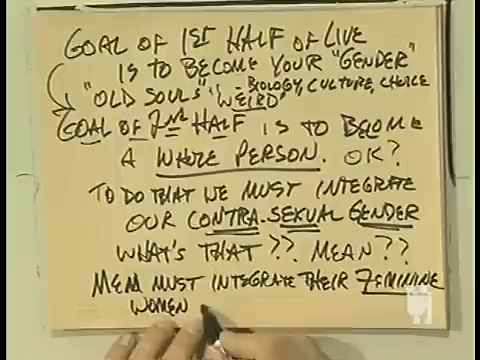 GOAL OF 1ST HALF OF LIVE
IS TO BECOME YOUR "GENDER"
- BIOLOGY, CULTURE, CHOICE
"OLD SOULS" "WEIRD"
GOAL OF 2nd HALF IS TO BECOME
A WHOLE PERSON. OK?
TO DO THAT WE MUST INTEGRATE
OUR CONTRA-SEXUAL GENDER
WHAT'S THAT?? MEAN??
MEM MUST INTEGRATE THEIR FEMININE
WOMEN